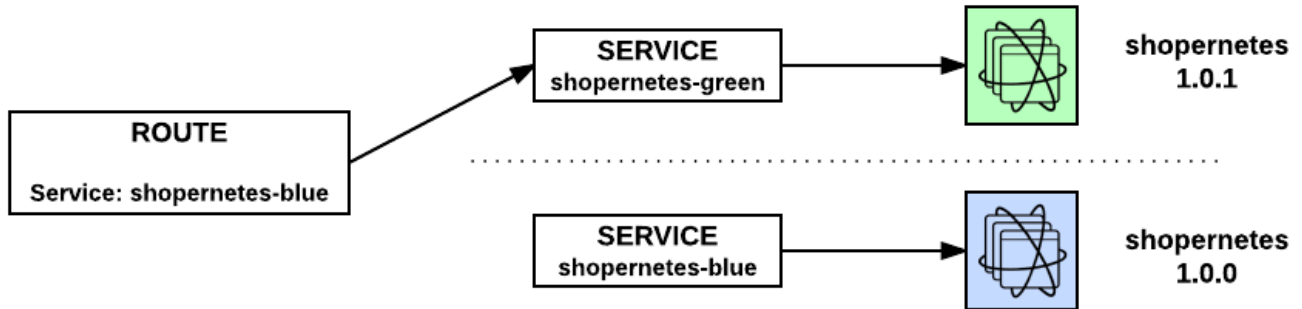 ROUTE
Service: shopernetes-blue
SERVICE
shopernetes-green
shopernetes
1.0.1
SERVICE
shopernetes-blue
shopernetes
1.0.0